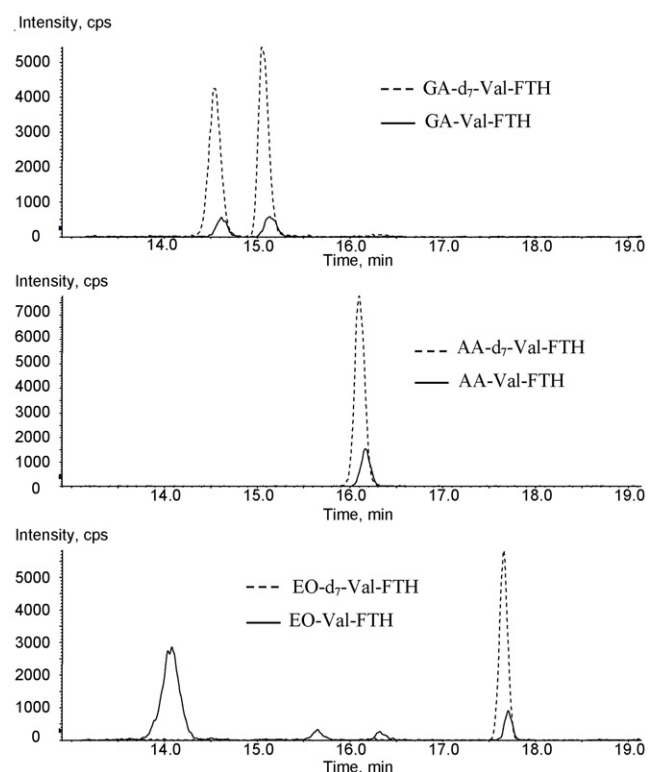 Intensity, cps
5000
4000
3000
2000
1000
0
GA-d₇-Val-FTH
GA-Val-FTH
14.0 15.0 16.0 17.0 18.0 19.0
Time, min
Intensity, cps
7000
6000
5000
4000
3000
2000
1000
0
AA-d₇-Val-FTH
AA-Val-FTH
14.0 15.0 16.0 17.0 18.0 19.0
Time, min
Intensity, cps
5000
4000
3000
2000
1000
0
EO-d₇-Val-FTH
EO-Val-FTH
14.0 15.0 16.0 17.0 18.0 19.0
Time, min